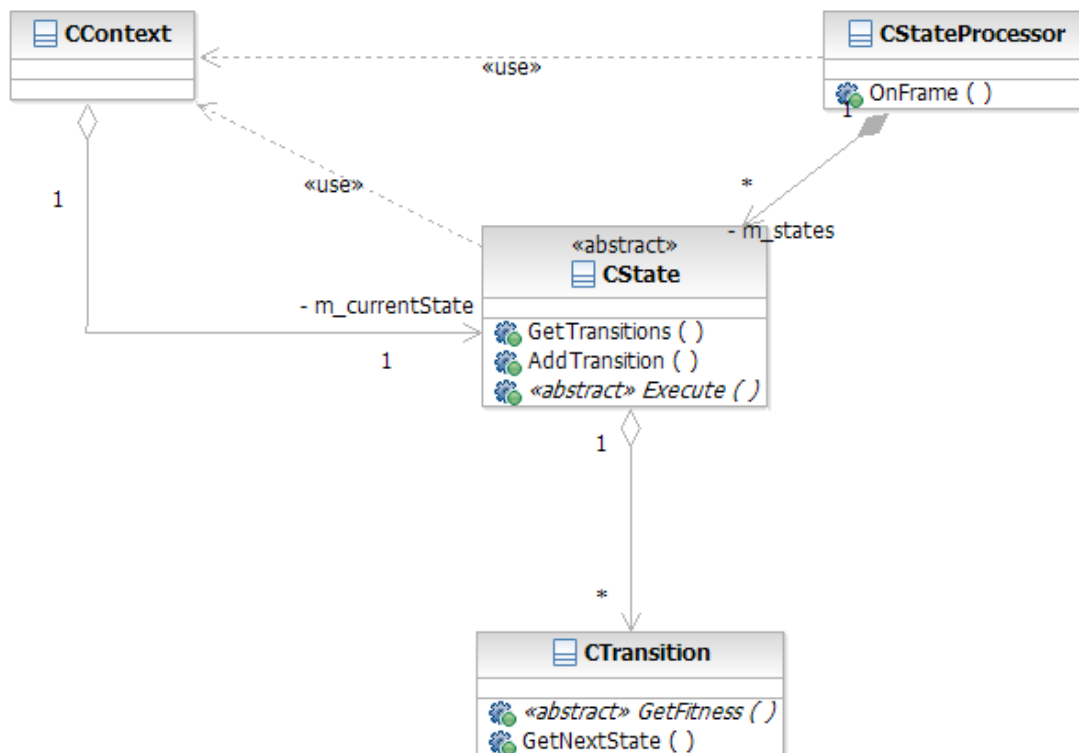 CContext
CStateProcessor
«use»
OnFrame ( )
1
«use»
1
*
- m_states
«abstract»
CState
- m_currentState
GetTransitions ( )
1
AddTransition ( )
«abstract» Execute ( )
1
*
CTransition
«abstract» GetFitness ( )
GetNextState ( )